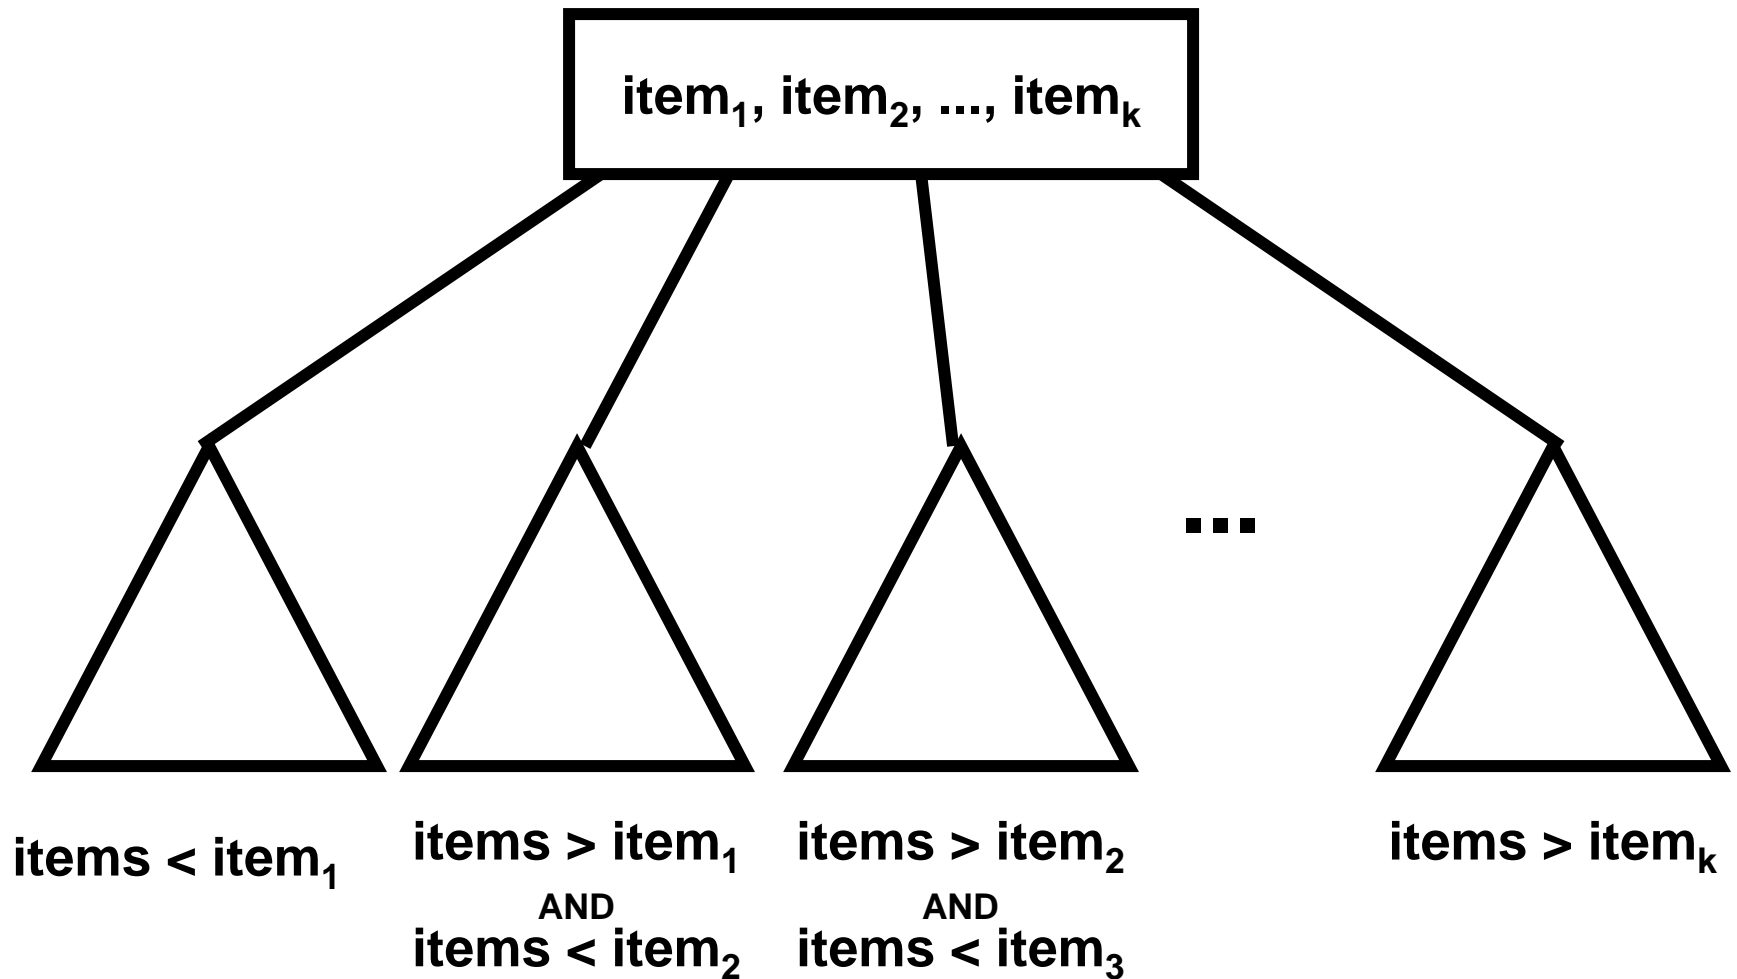 item₁, item₂, ..., itemₖ
...
items < item₁
items > item₁
AND
items < item₂
items > item₂
AND
items < item₃
items > itemₖ